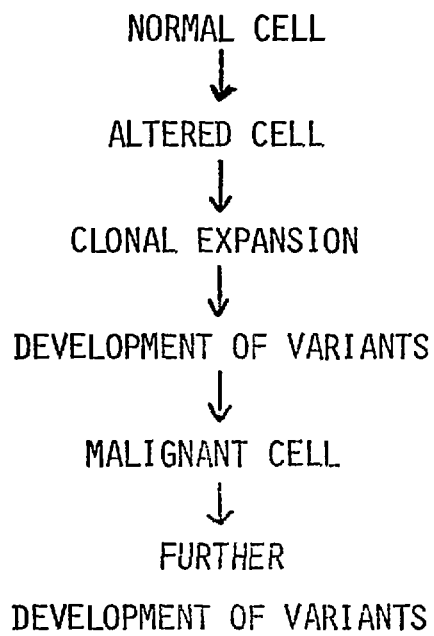 NORMAL CELL
ALTERED CELL
CLONAL EXPANSION
DEVELOPMENT OF VARIANTS
MALIGNANT CELL
FURTHER
DEVELOPMENT OF VARIANTS